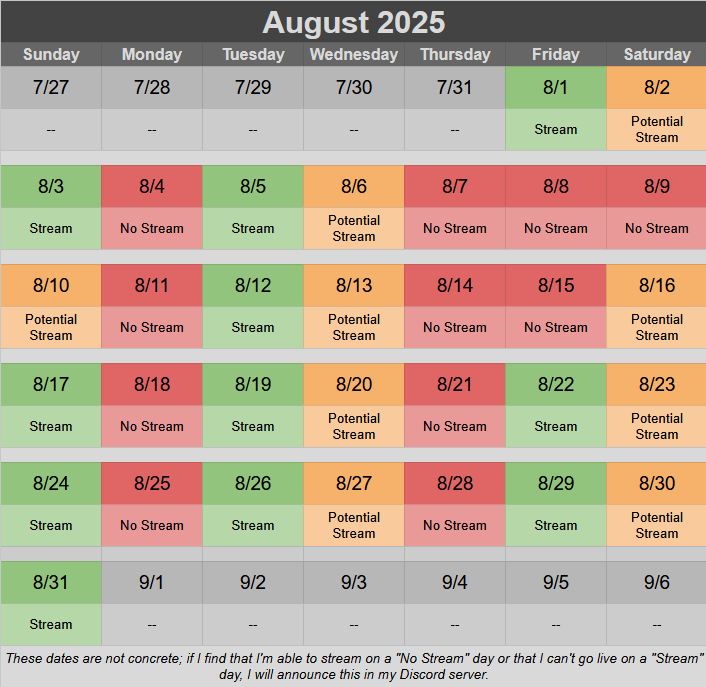 August 2025
Sunday Monday Tuesday Wednesday Thursday Friday Saturday
7/27 7/28 7/29 7/30 7/31 8/1 8/2
-- -- -- -- -- Stream Potential Stream
8/3 8/4 8/5 8/6 8/7 8/8 8/9
Stream No Stream Stream Potential Stream No Stream No Stream No Stream
8/10 8/11 8/12 8/13 8/14 8/15 8/16
Potential Stream No Stream Stream Potential Stream No Stream No Stream Potential Stream
8/17 8/18 8/19 8/20 8/21 8/22 8/23
Stream No Stream Stream Potential Stream No Stream Stream Potential Stream
8/24 8/25 8/26 8/27 8/28 8/29 8/30
Stream No Stream Stream Potential Stream No Stream Stream Potential Stream
8/31 9/1 9/2 9/3 9/4 9/5 9/6
Stream -- -- -- -- -- --
These dates are not concrete; if I find that I'm able to stream on a "No Stream" day or that I can't go live on a "Stream"
day, I will announce this in my Discord server.